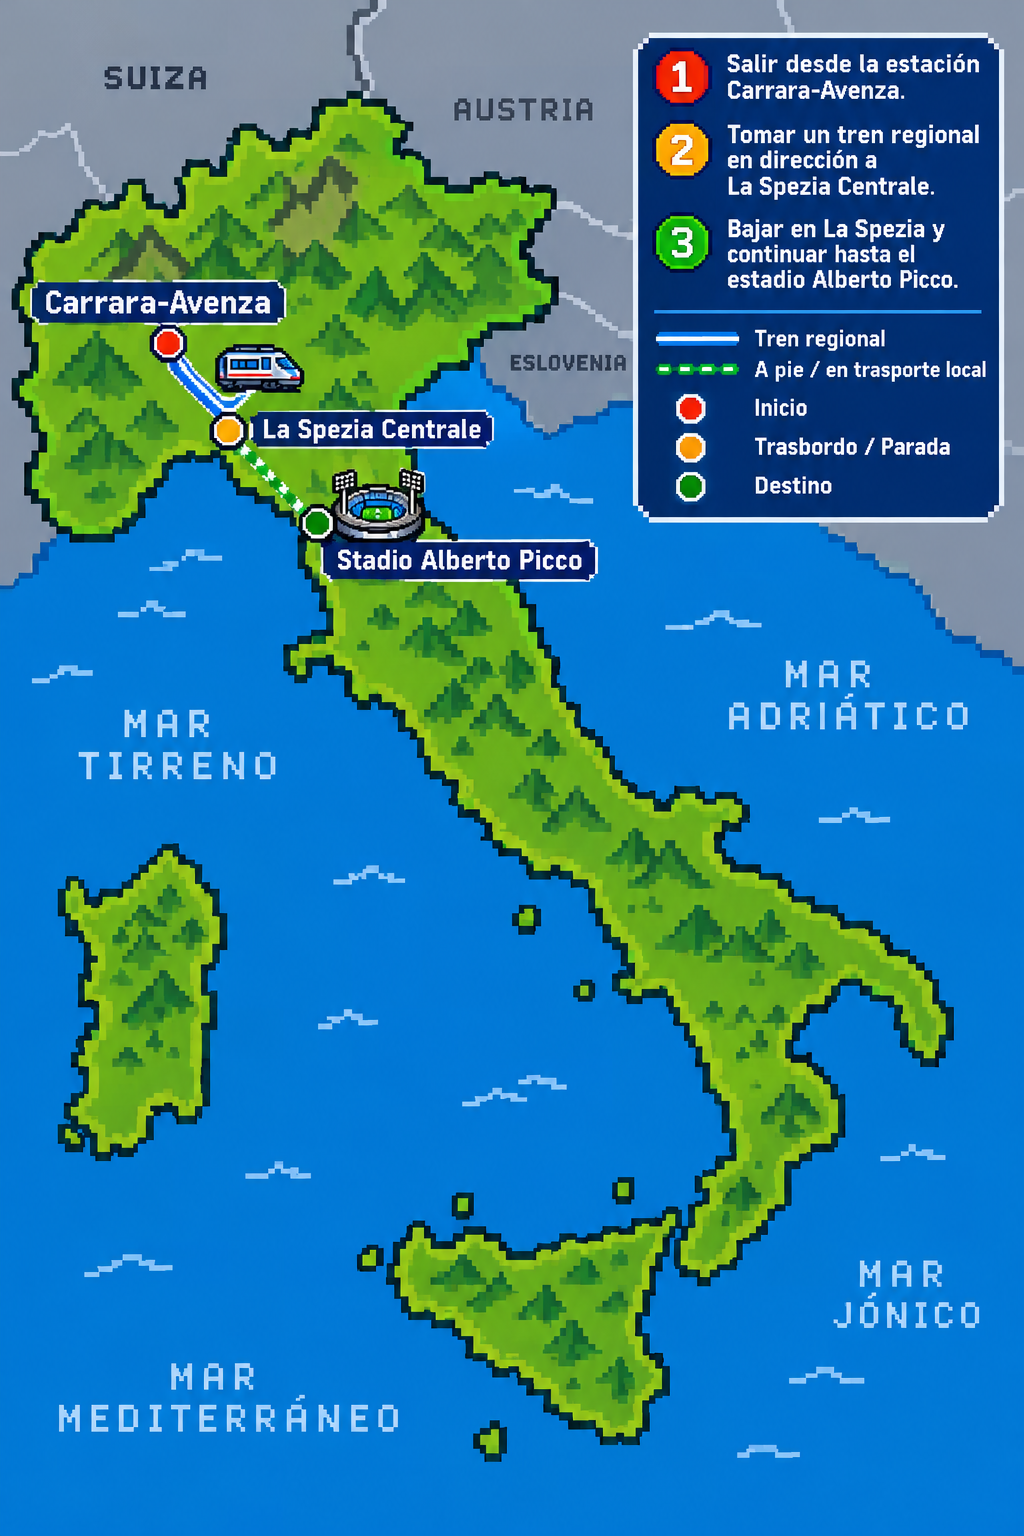 SUIZA
AUSTRIA
1
Salir desde la estación
Carrara-Avenza.
2
Tomar un tren regional
en dirección a
La Spezia Centrale.
3
Bajar en La Spezia y
continuar hasta el
estadio Alberto Picco.
Tren regional
A pie / en trasporte local
Inicio
Trasbordo / Parada
Destino
Carrara-Avenza
ESLOVENIA
La Spezia Centrale
Stadio Alberto Picco
MAR
TIRRENO
MAR
ADRIÁTICO
MAR
JÓNICO
MAR
MEDITERRÁNEO